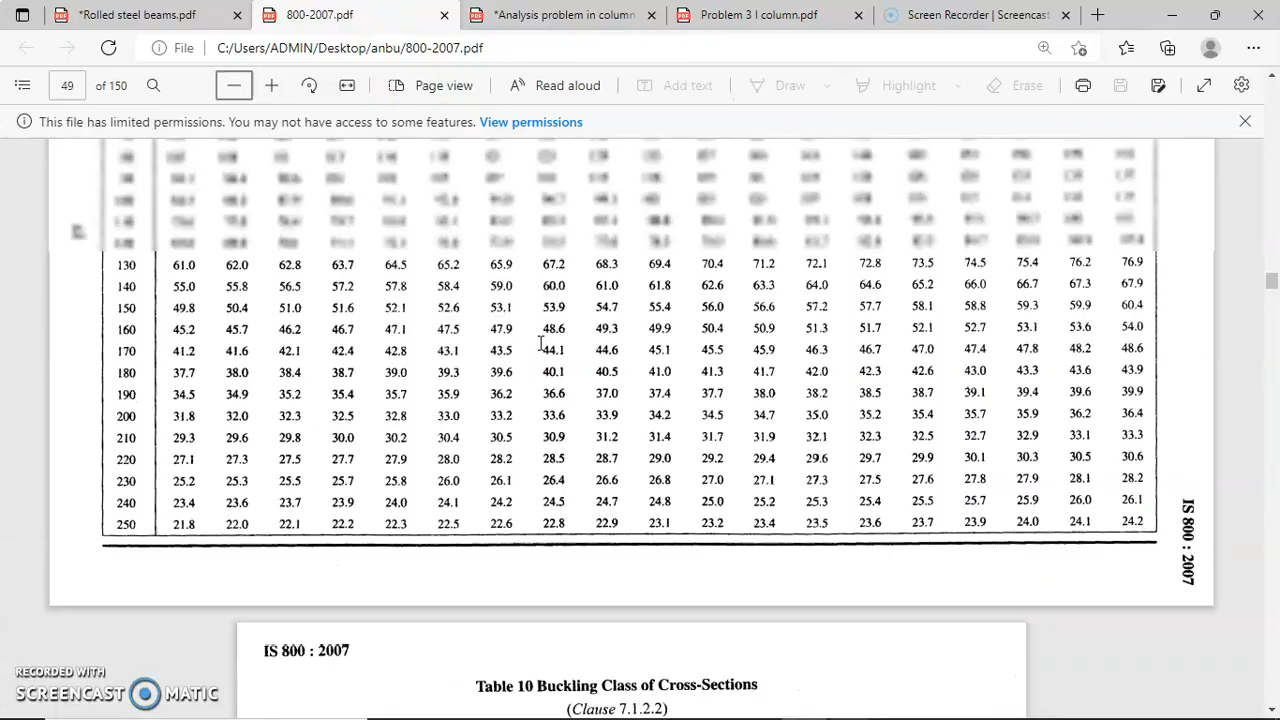 *Rolled steel beams.pdf
800-2007.pdf
*Analysis problem in column
Problem 3 I column.pdf
Screen Recorder | Screencast
File
C:/Users/ADMIN/Desktop/anbu/800-2007.pdf
49 of 150
Page view
Read aloud
Add text
Draw
Highlight
Erase
This file has limited permissions. You may not have access to some features. View permissions
130 61.0 62.0 62.8 63.7 64.5 65.2 65.9 67.2 68.3 69.4 70.4 71.2 72.1 72.8 73.5 74.5 75.4 76.2 76.9
140 55.0 55.8 56.5 57.2 57.8 58.4 59.0 60.0 61.0 61.8 62.6 63.3 64.0 64.6 65.2 66.0 66.7 67.3 67.9
150 49.8 50.4 51.0 51.6 52.1 52.6 53.1 53.9 54.7 55.4 56.0 56.6 57.2 57.7 58.1 58.8 59.3 59.9 60.4
160 45.2 45.7 46.2 46.7 47.1 47.5 47.9 48.6 49.3 49.9 50.4 50.9 51.3 51.7 52.1 52.7 53.1 53.6 54.0
170 41.2 41.6 42.1 42.4 42.8 43.1 43.5 44.1 44.6 45.1 45.5 45.9 46.3 46.7 47.0 47.4 47.8 48.2 48.6
180 37.7 38.0 38.4 38.7 39.0 39.3 39.6 40.1 40.5 41.0 41.3 41.7 42.0 42.3 42.6 43.0 43.3 43.6 43.9
190 34.5 34.9 35.2 35.4 35.7 35.9 36.2 36.6 37.0 37.4 37.7 38.0 38.2 38.5 38.7 39.1 39.4 39.6 39.9
200 31.8 32.0 32.3 32.5 32.8 33.0 33.2 33.6 33.9 34.2 34.5 34.7 35.0 35.2 35.4 35.7 35.9 36.2 36.4
210 29.3 29.6 29.8 30.0 30.2 30.4 30.5 30.9 31.2 31.4 31.7 31.9 32.1 32.3 32.5 32.7 32.9 33.1 33.3
220 27.1 27.3 27.5 27.7 27.9 28.0 28.2 28.5 28.7 29.0 29.2 29.4 29.6 29.7 29.9 30.1 30.3 30.5 30.6
230 25.2 25.3 25.5 25.7 25.8 26.0 26.1 26.4 26.6 26.8 27.0 27.1 27.3 27.5 27.6 27.8 27.9 28.1 28.2
240 23.4 23.6 23.7 23.9 24.0 24.1 24.2 24.5 24.7 24.8 25.0 25.2 25.3 25.4 25.5 25.7 25.9 26.0 26.1
250 21.8 22.0 22.1 22.2 22.3 22.5 22.6 22.8 22.9 23.1 23.2 23.4 23.5 23.6 23.7 23.9 24.0 24.1 24.2
IS 800 : 2007
IS 800 : 2007
Table 10 Buckling Class of Cross-Sections
(Clause 7.1.2.2)
RECORDED WITH
SCREENCAST MATIC